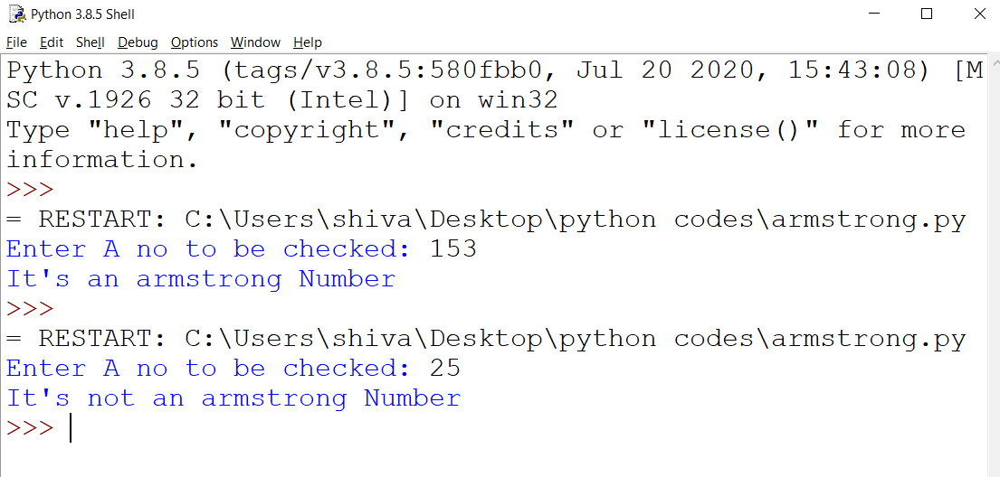 Python 3.8.5 Shell
File Edit Shell Debug Options Window Help
Python 3.8.5 (tags/v3.8.5:580fbb0, Jul 20 2020, 15:43:08) [M
SC v.1926 32 bit (Intel)] on win32
Type "help", "copyright", "credits" or "license()" for more
information.
>>>
= RESTART: C:\Users\shiva\Desktop\python codes\armstrong.py
Enter A no to be checked: 153
It's an armstrong Number
>>>
= RESTART: C:\Users\shiva\Desktop\python codes\armstrong.py
Enter A no to be checked: 25
It's not an armstrong Number
>>>